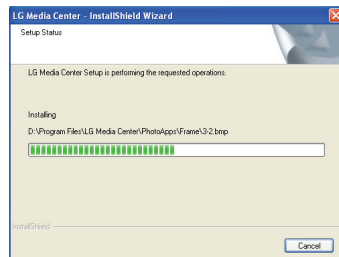 LG Media Center - InstallShield Wizard
Setup Status
LG Media Center Setup is performing the requested operations.
Installing
D:\Program Files\LG Media Center\PhotoApps\Frame\3-2.bmp
InstallShield
Cancel